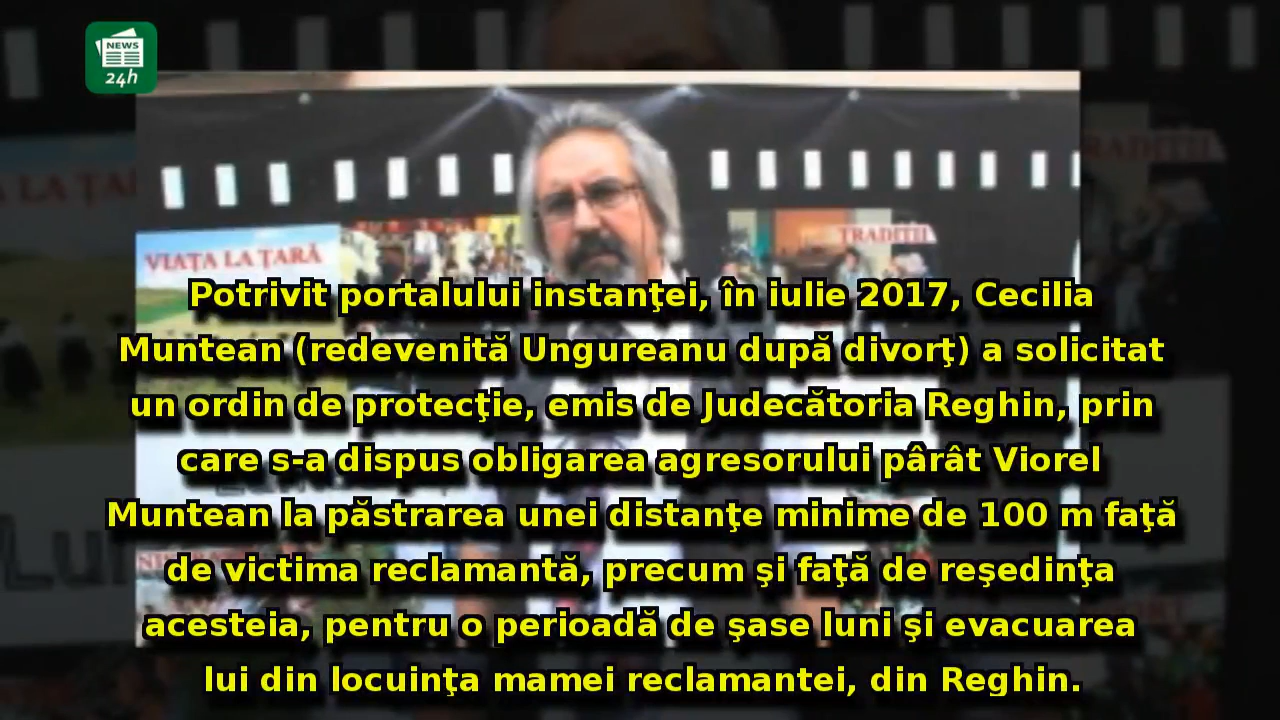 NEWS
24h
VIAȚA LA ȚARĂ
TRADIȚII
Potrivit portalului instanţei, în iulie 2017, Cecilia
Muntean (redevenită Ungureanu după divorţ) a solicitat
un ordin de protecţie, emis de Judecătoria Reghin, prin
care s-a dispus obligarea agresorului pârât Viorel
Muntean la păstrarea unei distanţe minime de 100 m faţă
de victima reclamantă, precum şi faţă de reşedinţa
acesteia, pentru o perioadă de şase luni şi evacuarea
lui din locuinţa mamei reclamantei, din Reghin.